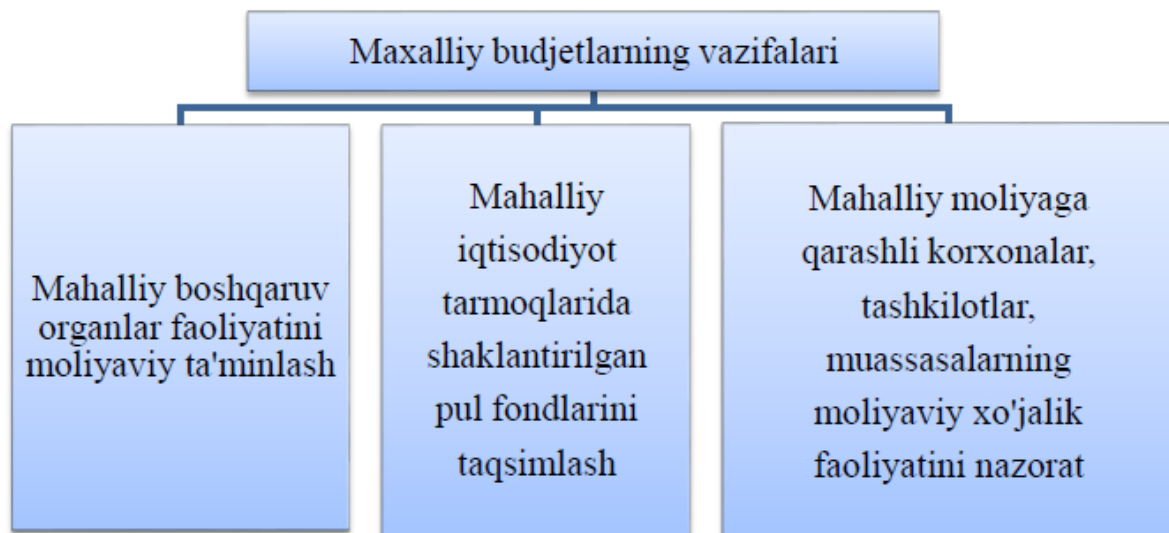 Maxalliy budjetlarning vazifalari
Mahalliy boshqaruv
organlar faoliyatini
moliyaviy ta'minlash
Mahalliy
iqtisodiyot
tarmoqlarida
shaklantirilgan
pul fondlarini
taqsimlash
Mahalliy moliyaga
qarashli korxonalar,
tashkilotlar,
muassasalarning
moliyaviy xo'jalik
faoliyatini nazorat